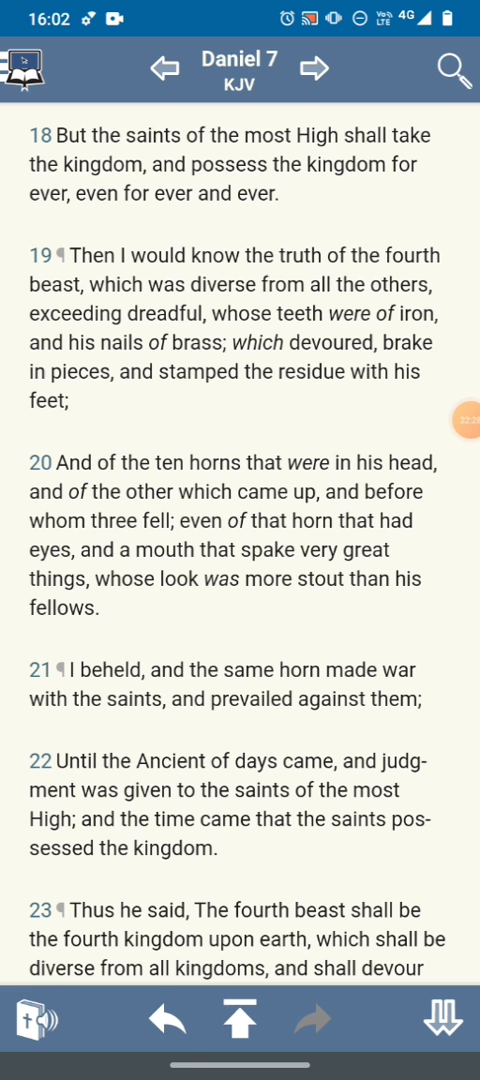 16:02
Vo))
LTE
4G
Daniel 7
KJV
18 But the saints of the most High shall take
the kingdom, and possess the kingdom for
ever, even for ever and ever.
19 ¶ Then I would know the truth of the fourth
beast, which was diverse from all the others,
exceeding dreadful, whose teeth were of iron,
and his nails of brass; which devoured, brake
in pieces, and stamped the residue with his
feet;
32:28
20 And of the ten horns that were in his head,
and of the other which came up, and before
whom three fell; even of that horn that had
eyes, and a mouth that spake very great
things, whose look was more stout than his
fellows.
21 ¶ I beheld, and the same horn made war
with the saints, and prevailed against them;
22 Until the Ancient of days came, and judg-
ment was given to the saints of the most
High; and the time came that the saints pos-
sessed the kingdom.
23 ¶ Thus he said, The fourth beast shall be
the fourth kingdom upon earth, which shall be
diverse from all kingdoms, and shall devour